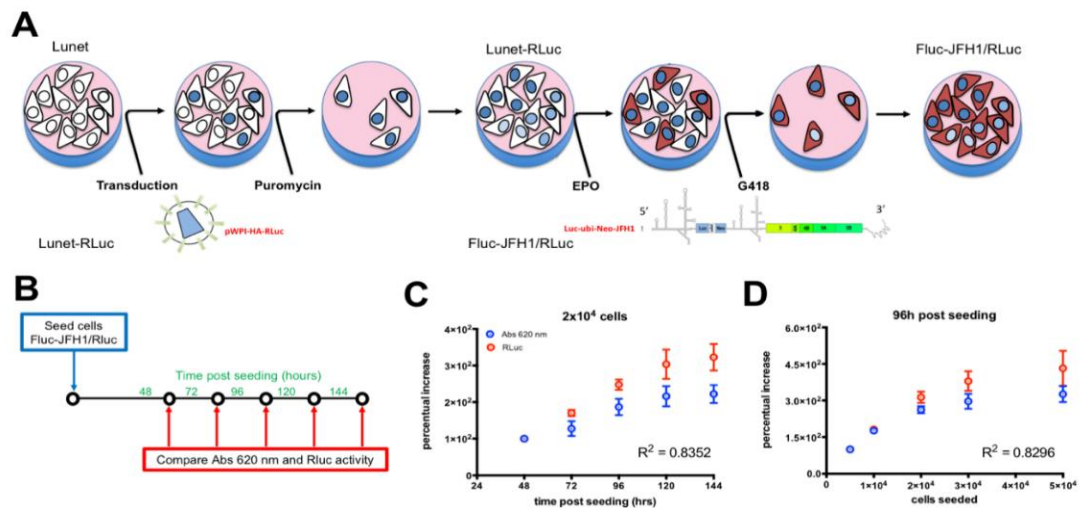 A
Lunet
Lunet-RLuc
Fluc-JFH1/RLuc
Transduction
Puromycin
EPO
G418
pWPI-HA-RLuc
Luc-ubi-Neo-JFH1
5’
3’
1
Luc
Neo
Lunet-RLuc
Fluc-JFH1/RLuc
B
Seed cells
Fluc-JFH1/Rluc
Time post seeding (hours)
48 72 96 120 144
Compare Abs 620 nm and Rluc activity
C
2x10⁴ cells
Abs 620 nm
RLuc
percentual increase
4×10²
3×10²
2×10²
1×10²
0
R² = 0.8352
24 48 72 96 120 144
time post seeding (hrs)
D
96h post seeding
percentual increase
6.0×10²
4.5×10²
3.0×10²
1.5×10²
0.0
R² = 0.8296
0 1×10⁴ 2×10⁴ 3×10⁴ 4×10⁴ 5×10⁴
cells seeded